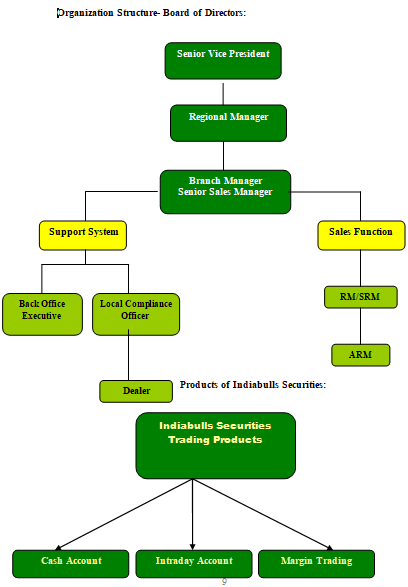 Organization Structure- Board of Directors:
Senior Vice President
Regional Manager
Branch Manager
Senior Sales Manager
Support System
Sales Function
Back Office
Executive
Local Compliance
Officer
RM/SRM
ARM
Dealer
Products of Indiabulls Securities:
Indiabulls Securities
Trading Products
Cash Account
Intraday Account
Margin Trading
9